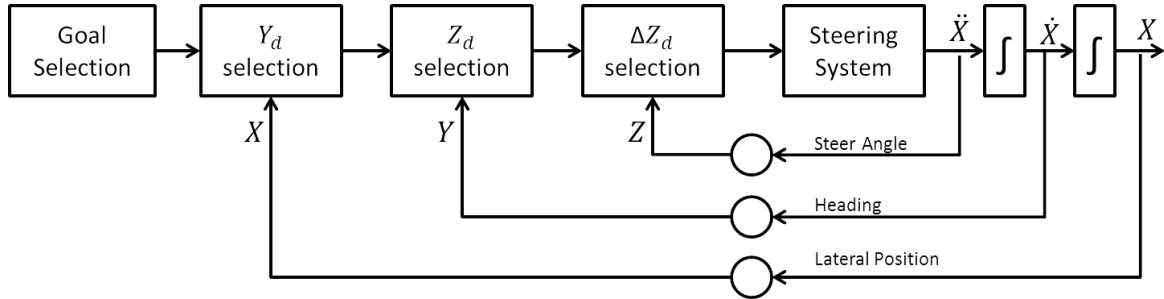 Goal
Selection
Y_d
selection
Z_d
selection
ΔZ_d
selection
Steering
System
Ẍ
∫
Ẋ
∫
X
X
Y
Z
Steer Angle
Heading
Lateral Position